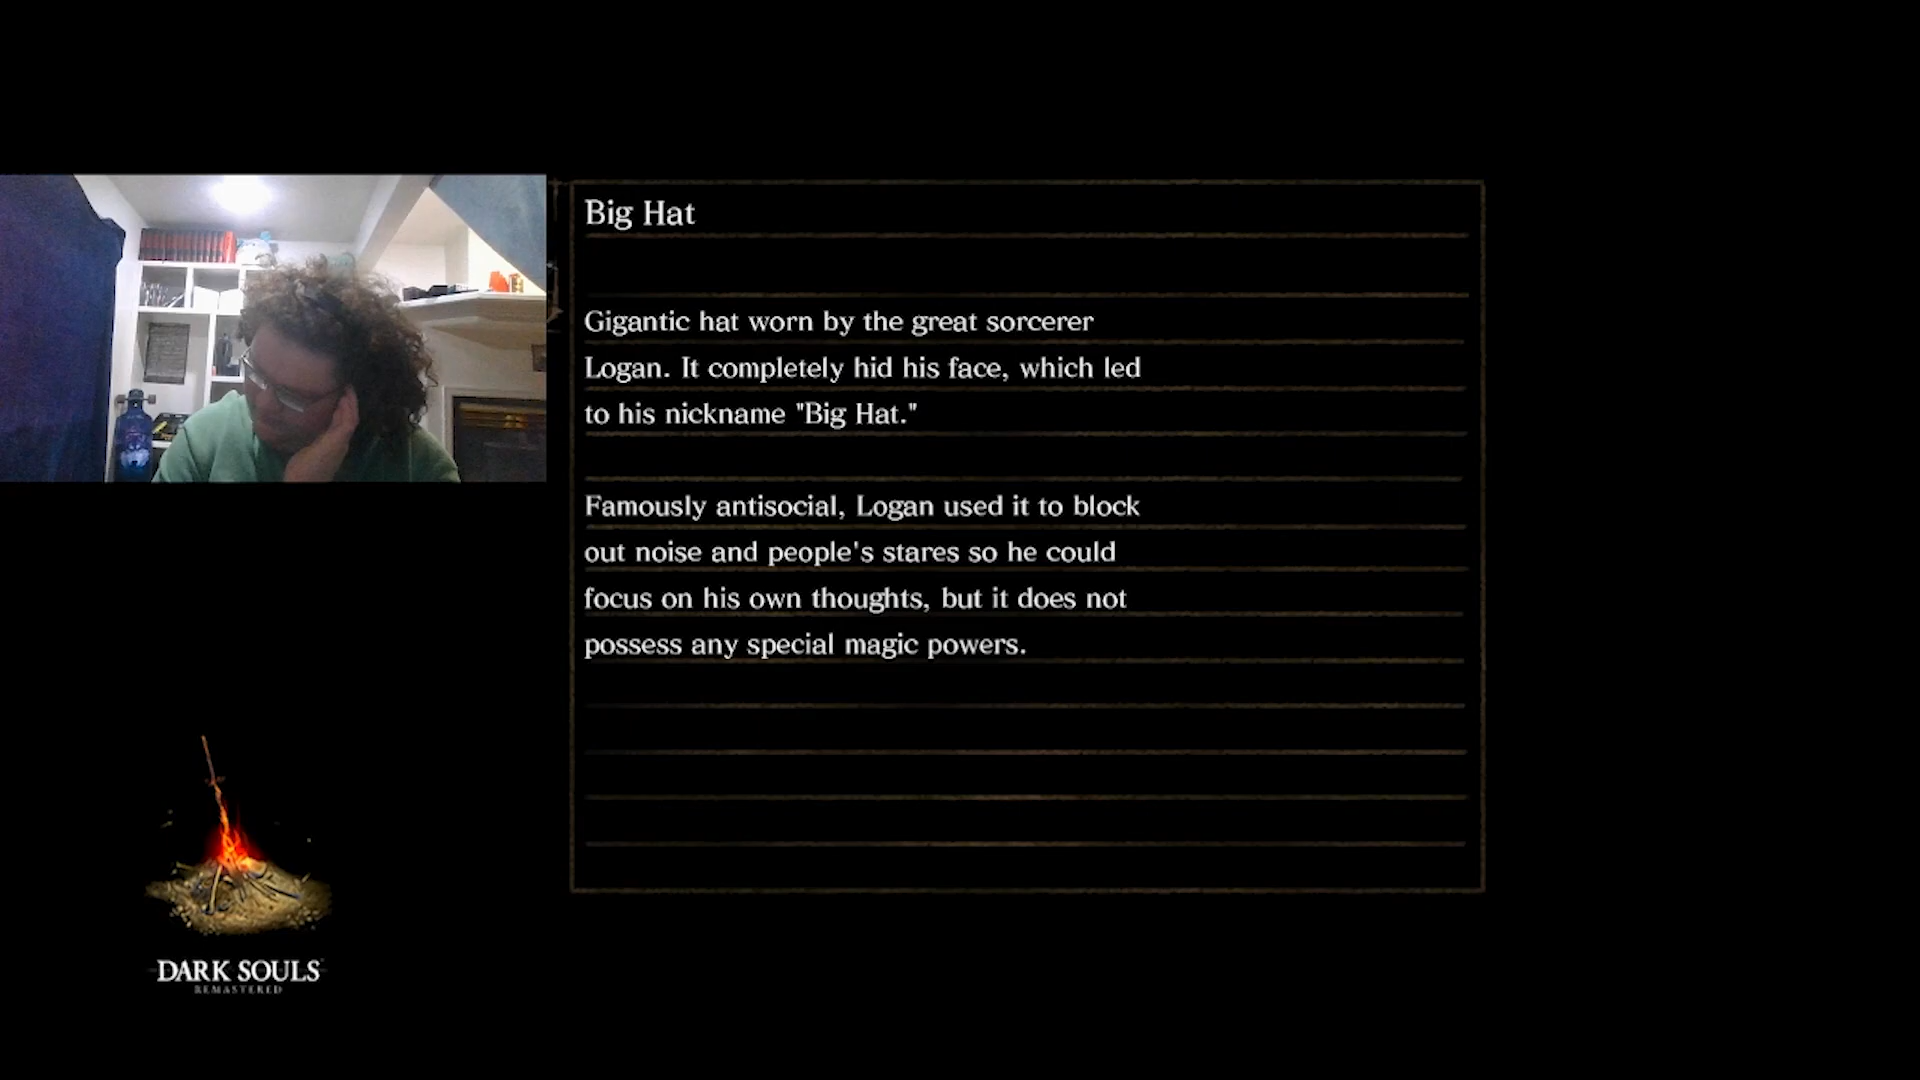 Big Hat
Gigantic hat worn by the great sorcerer
Logan. It completely hid his face, which led
to his nickname "Big Hat."
Famously antisocial, Logan used it to block
out noise and people's stares so he could
focus on his own thoughts, but it does not
possess any special magic powers.
DARK SOULS
REMASTERED